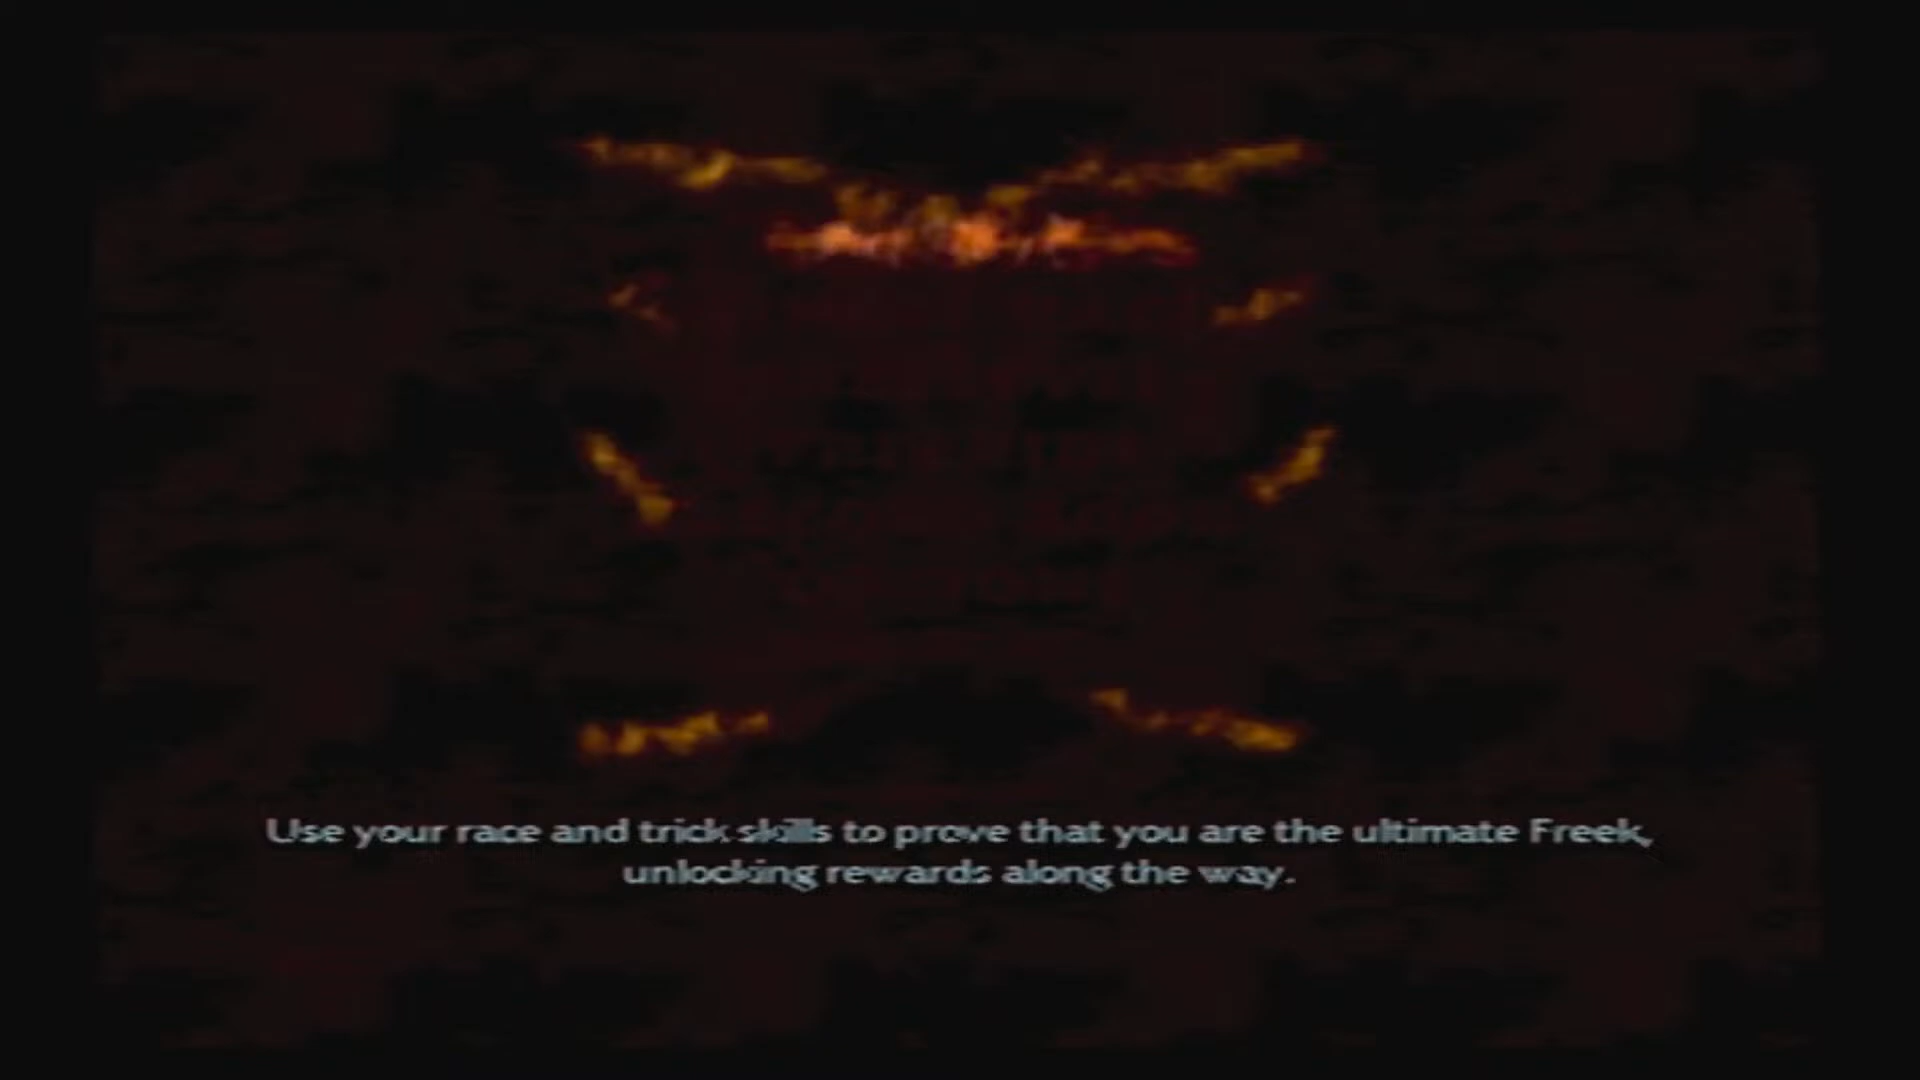 Use your race and trick skills to prove that you are the ultimate Freek,
unlocking rewards along the way.